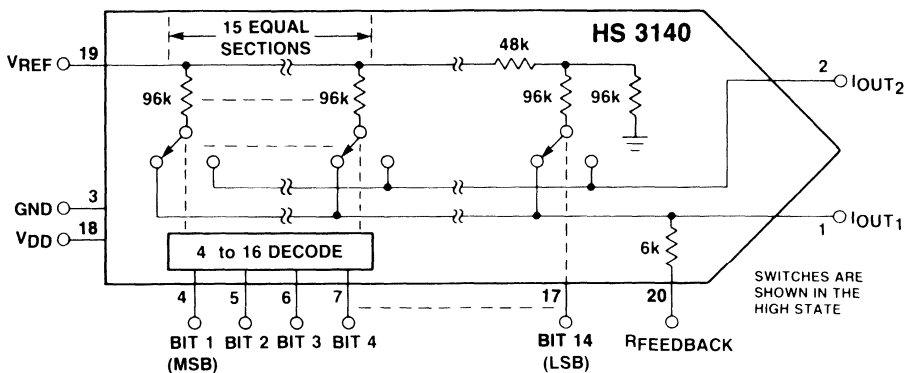 15 EQUAL
SECTIONS
HS 3140
VREF
19
48k
2
IOUT2
96k
96k
96k
96k
3
GND
VDD
18
1
IOUT1
4 to 16 DECODE
6k
4
5
6
7
17
20
SWITCHES ARE
SHOWN IN THE
HIGH STATE
BIT 1
BIT 2
BIT 3
BIT 4
BIT 14
RFEEDBACK
(MSB)
(LSB)